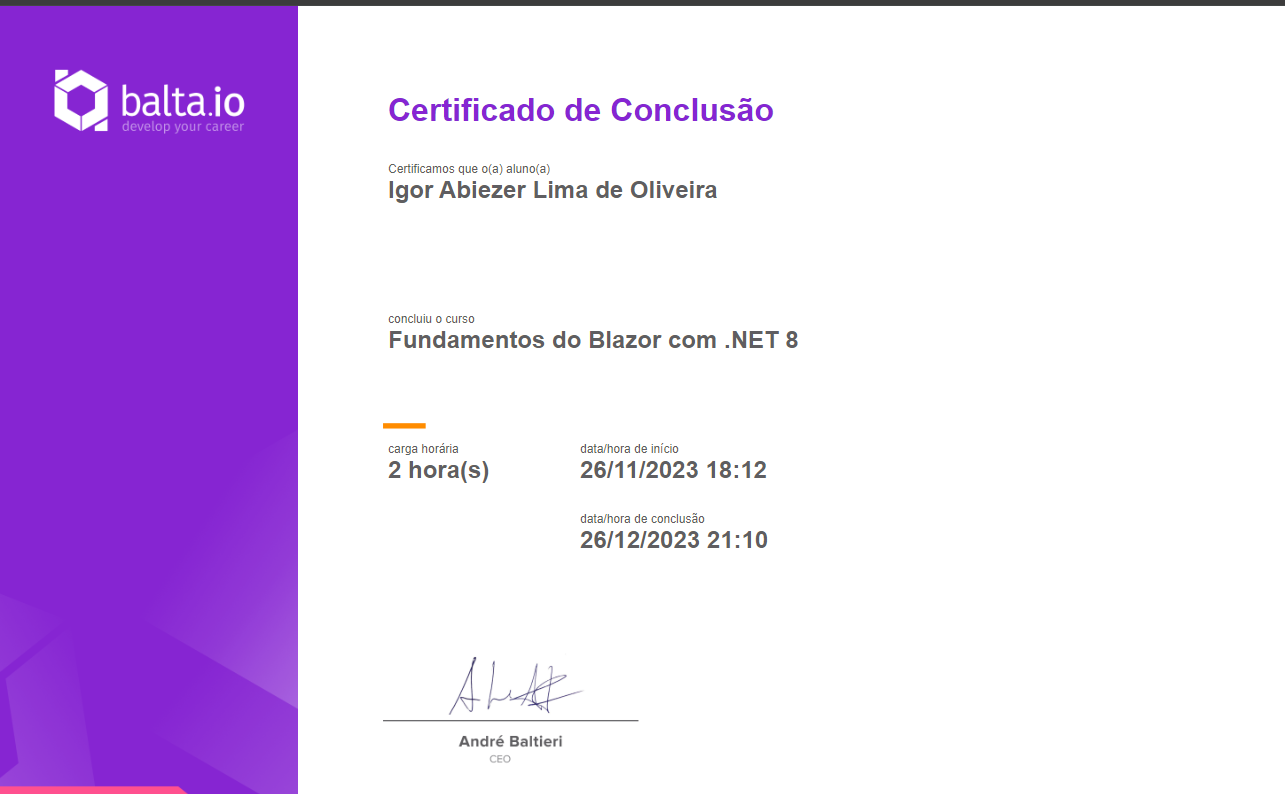 balta.io
develop your career
Certificado de Conclusão
Certificamos que o(a) aluno(a)
Igor Abiezer Lima de Oliveira
concluiu o curso
Fundamentos do Blazor com .NET 8
carga horária
2 hora(s)
data/hora de início
26/11/2023 18:12
data/hora de conclusão
26/12/2023 21:10
André Baltieri
CEO